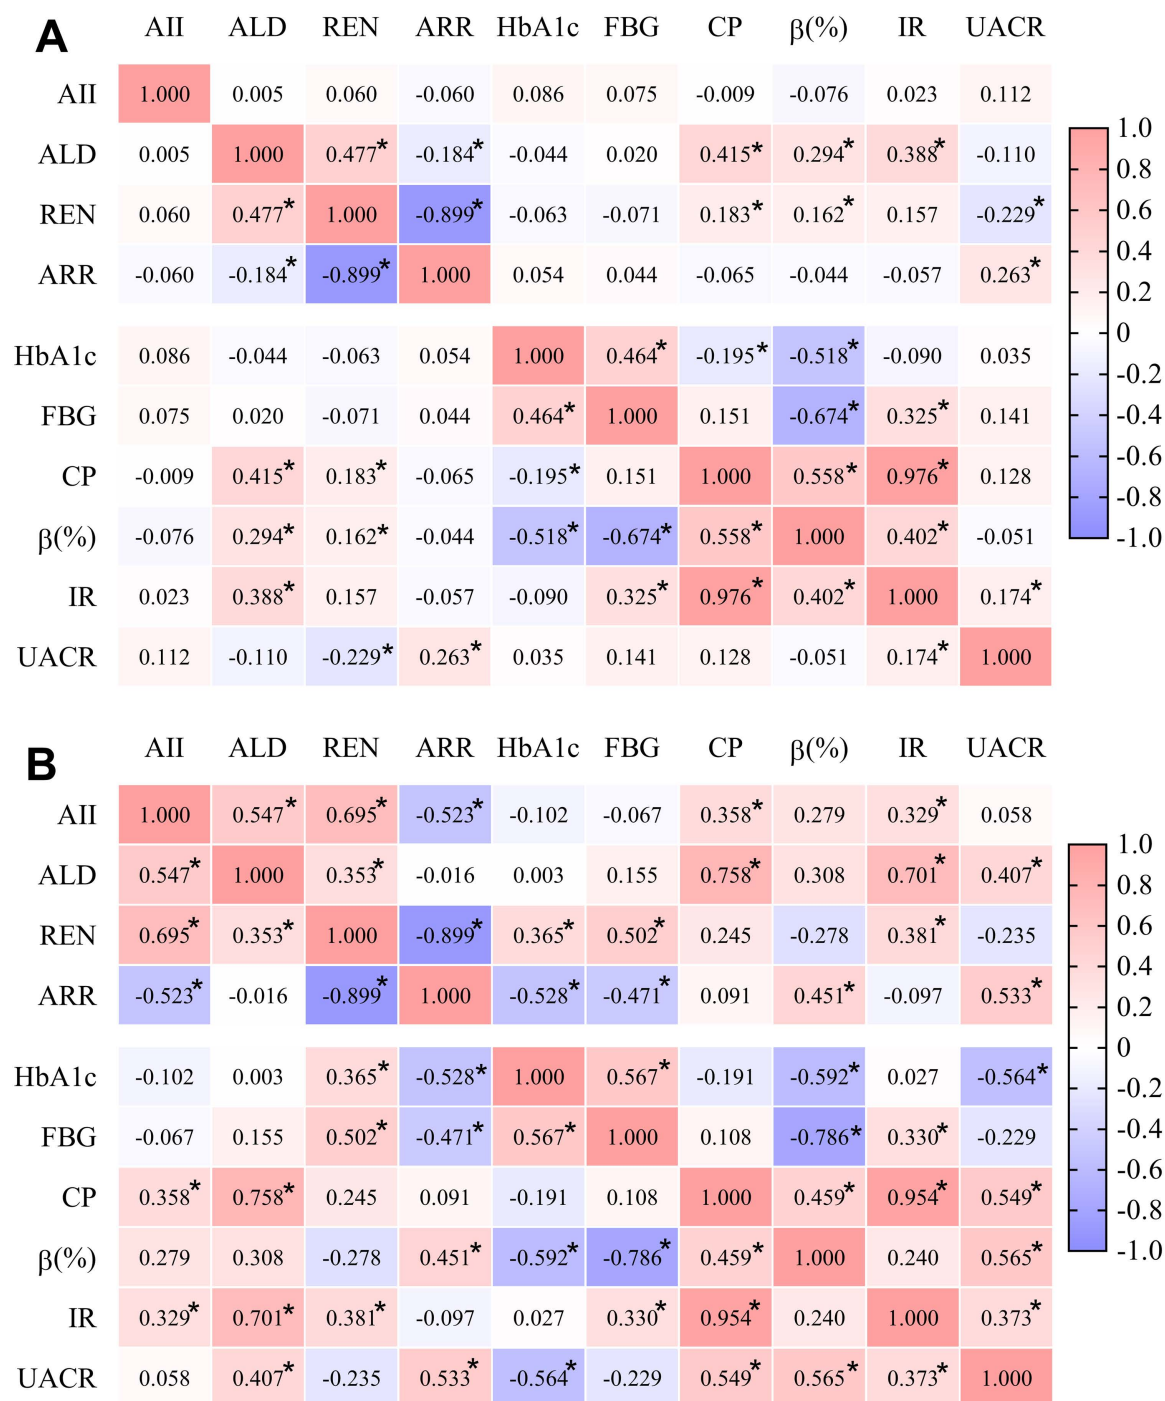 A AII ALD REN ARR HbA1c FBG CP β(%) IR UACR
AII 1.000 0.005 0.060 -0.060 0.086 0.075 -0.009 -0.076 0.023 0.112
ALD 0.005 1.000 0.477* -0.184* -0.044 0.020 0.415* 0.294* 0.388* -0.110
REN 0.060 0.477* 1.000 -0.899* -0.063 -0.071 0.183* 0.162* 0.157 -0.229*
ARR -0.060 -0.184* -0.899* 1.000 0.054 0.044 -0.065 -0.044 -0.057 0.263*
HbA1c 0.086 -0.044 -0.063 0.054 1.000 0.464* -0.195* -0.518* -0.090 0.035
FBG 0.075 0.020 -0.071 0.044 0.464* 1.000 0.151 -0.674* 0.325* 0.141
CP -0.009 0.415* 0.183* -0.065 -0.195* 0.151 1.000 0.558* 0.976* 0.128
β(%) -0.076 0.294* 0.162* -0.044 -0.518* -0.674* 0.558* 1.000 0.402* -0.051
IR 0.023 0.388* 0.157 -0.057 -0.090 0.325* 0.976* 0.402* 1.000 0.174*
UACR 0.112 -0.110 -0.229* 0.263* 0.035 0.141 0.128 -0.051 0.174* 1.000
1.0
0.8
0.6
0.4
0.2
0
-0.2
-0.4
-0.6
-0.8
-1.0
B AII ALD REN ARR HbA1c FBG CP β(%) IR UACR
AII 1.000 0.547* 0.695* -0.523* -0.102 -0.067 0.358* 0.279 0.329* 0.058
ALD 0.547* 1.000 0.353* -0.016 0.003 0.155 0.758* 0.308 0.701* 0.407*
REN 0.695* 0.353* 1.000 -0.899* 0.365* 0.502* 0.245 -0.278 0.381* -0.235
ARR -0.523* -0.016 -0.899* 1.000 -0.528* -0.471* 0.091 0.451* -0.097 0.533*
HbA1c -0.102 0.003 0.365* -0.528* 1.000 0.567* -0.191 -0.592* 0.027 -0.564*
FBG -0.067 0.155 0.502* -0.471* 0.567* 1.000 0.108 -0.786* 0.330* -0.229
CP 0.358* 0.758* 0.245 0.091 -0.191 0.108 1.000 0.459* 0.954* 0.549*
β(%) 0.279 0.308 -0.278 0.451* -0.592* -0.786* 0.459* 1.000 0.240 0.565*
IR 0.329* 0.701* 0.381* -0.097 0.027 0.330* 0.954* 0.240 1.000 0.373*
UACR 0.058 0.407* -0.235 0.533* -0.564* -0.229 0.549* 0.565* 0.373* 1.000
1.0
0.8
0.6
0.4
0.2
0
-0.2
-0.4
-0.6
-0.8
-1.0